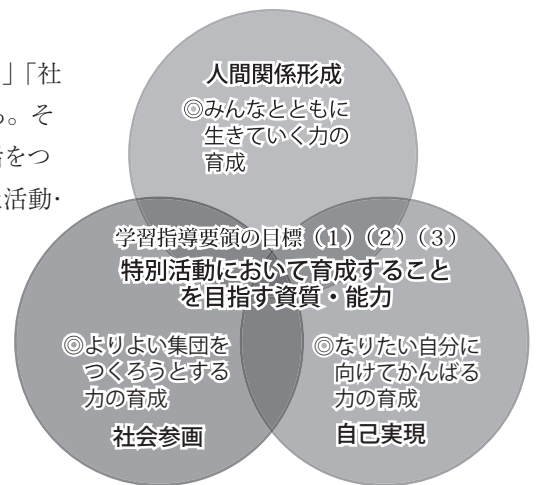 」「社
る。そ
活をつ
活動・
人間関係形成
◎みんなとともに
生きていく力の
育成
学習指導要領の目標（1）（2）（3）
特別活動において育成すること
を目指す資質・能力
◎よりよい集団を
つくろうとする
力の育成
社会参画
◎なりたい自分に
向けてかんばる
力の育成
自己実現